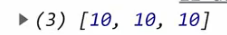 ▶ (3) [10, 10, 10]